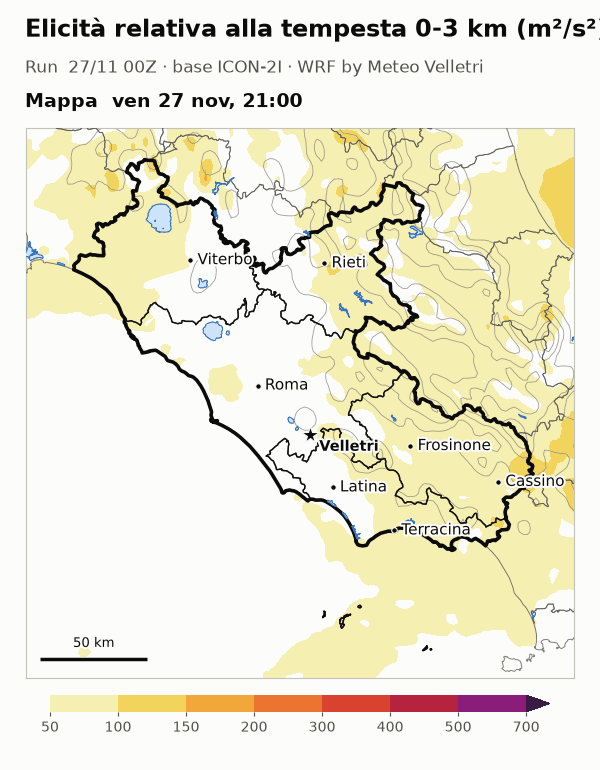 Elicità relativa alla tempesta 0-3 km (m²/s²)
Run 27/11 00Z · base ICON-2I · WRF by Meteo Velletri
Mappa ven 27 nov, 21:00
Viterbo
Rieti
Roma
Velletri
Frosinone
Cassino
Latina
Terracina
50 km
50 100 150 200 300 400 500 700